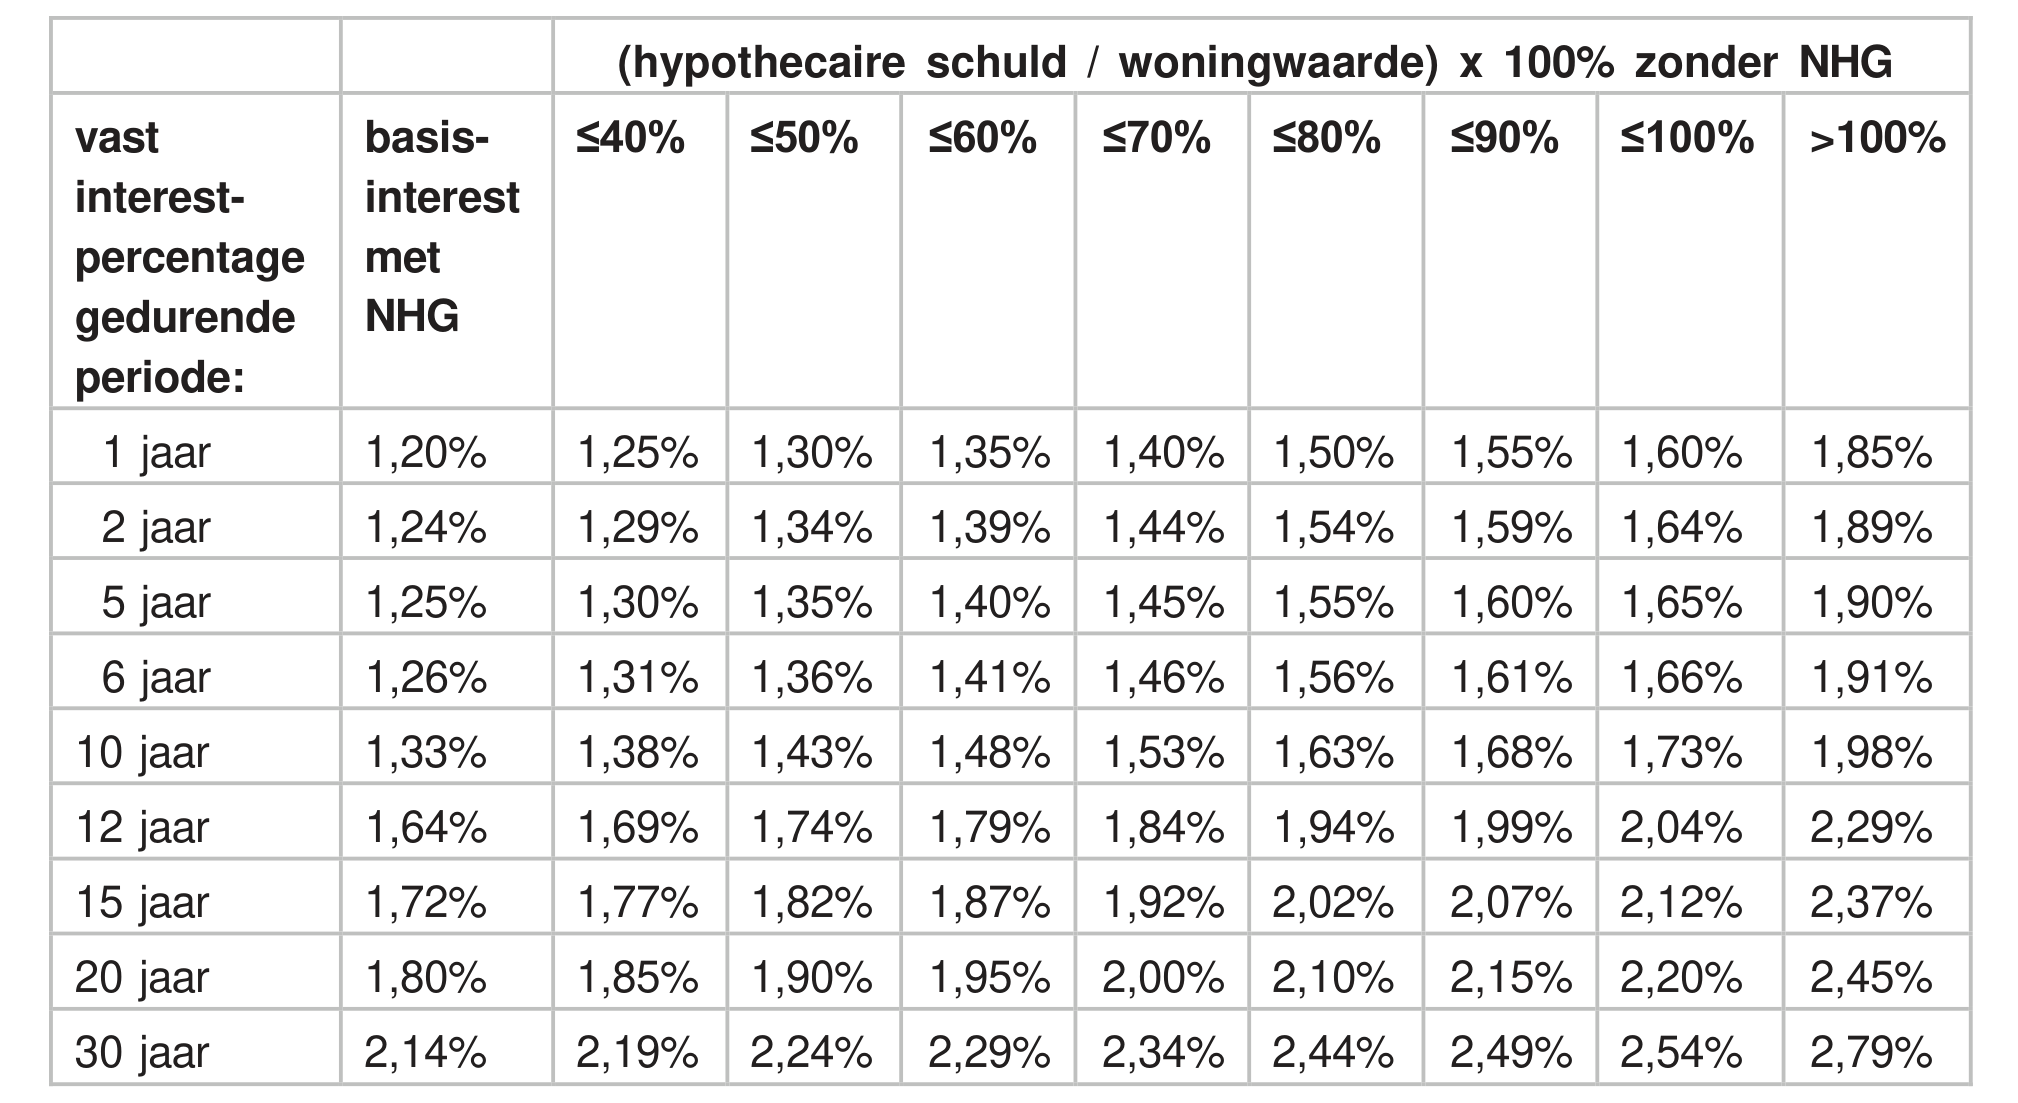 (hypothecaire schuld / woningwaarde) x 100% zonder NHG
vast interest-percentage gedurende periode: basis-interest met NHG ≤40% ≤50% ≤60% ≤70% ≤80% ≤90% ≤100% >100%
1 jaar 1,20% 1,25% 1,30% 1,35% 1,40% 1,50% 1,55% 1,60% 1,85%
2 jaar 1,24% 1,29% 1,34% 1,39% 1,44% 1,54% 1,59% 1,64% 1,89%
5 jaar 1,25% 1,30% 1,35% 1,40% 1,45% 1,55% 1,60% 1,65% 1,90%
6 jaar 1,26% 1,31% 1,36% 1,41% 1,46% 1,56% 1,61% 1,66% 1,91%
10 jaar 1,33% 1,38% 1,43% 1,48% 1,53% 1,63% 1,68% 1,73% 1,98%
12 jaar 1,64% 1,69% 1,74% 1,79% 1,84% 1,94% 1,99% 2,04% 2,29%
15 jaar 1,72% 1,77% 1,82% 1,87% 1,92% 2,02% 2,07% 2,12% 2,37%
20 jaar 1,80% 1,85% 1,90% 1,95% 2,00% 2,10% 2,15% 2,20% 2,45%
30 jaar 2,14% 2,19% 2,24% 2,29% 2,34% 2,44% 2,49% 2,54% 2,79%